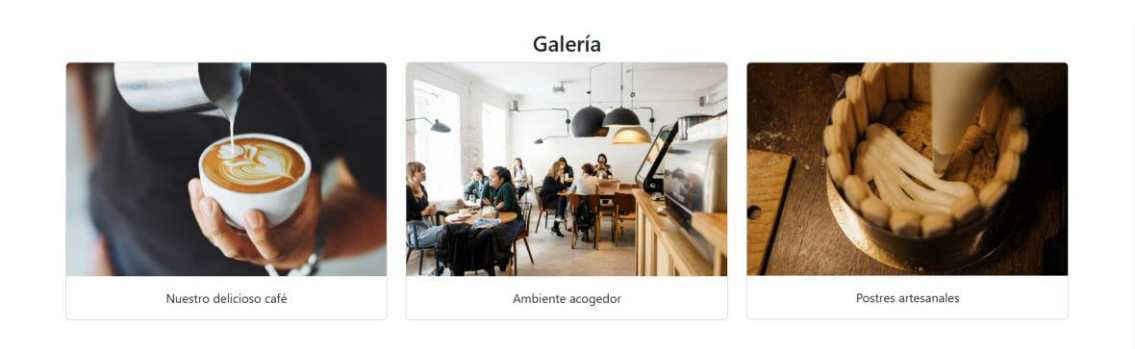 Galería
Nuestro delicioso café
Ambiente acogedor
Postres artesanales